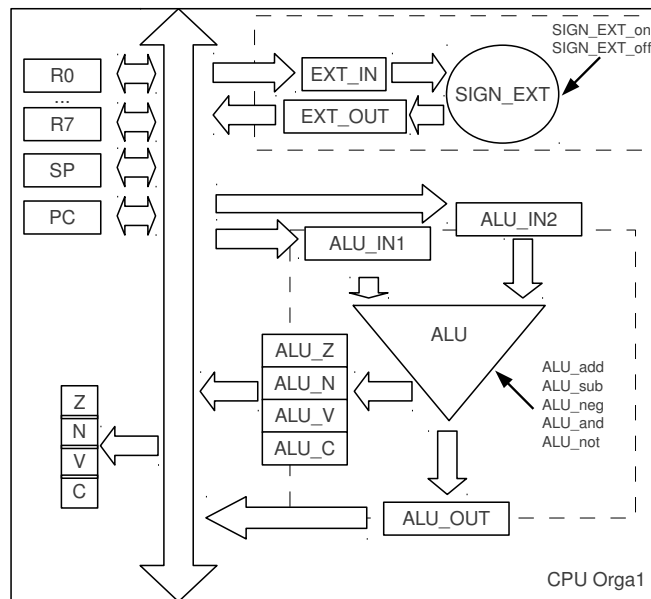 SIGN_EXT_on
SIGN_EXT_off
R0
...
R7
SP
PC
EXT_IN
EXT_OUT
SIGN_EXT
ALU_IN2
ALU_IN1
ALU
ALU_Z
ALU_N
ALU_V
ALU_C
ALU_add
ALU_sub
ALU_neg
ALU_and
ALU_not
Z
N
V
C
ALU_OUT
CPU Orga1